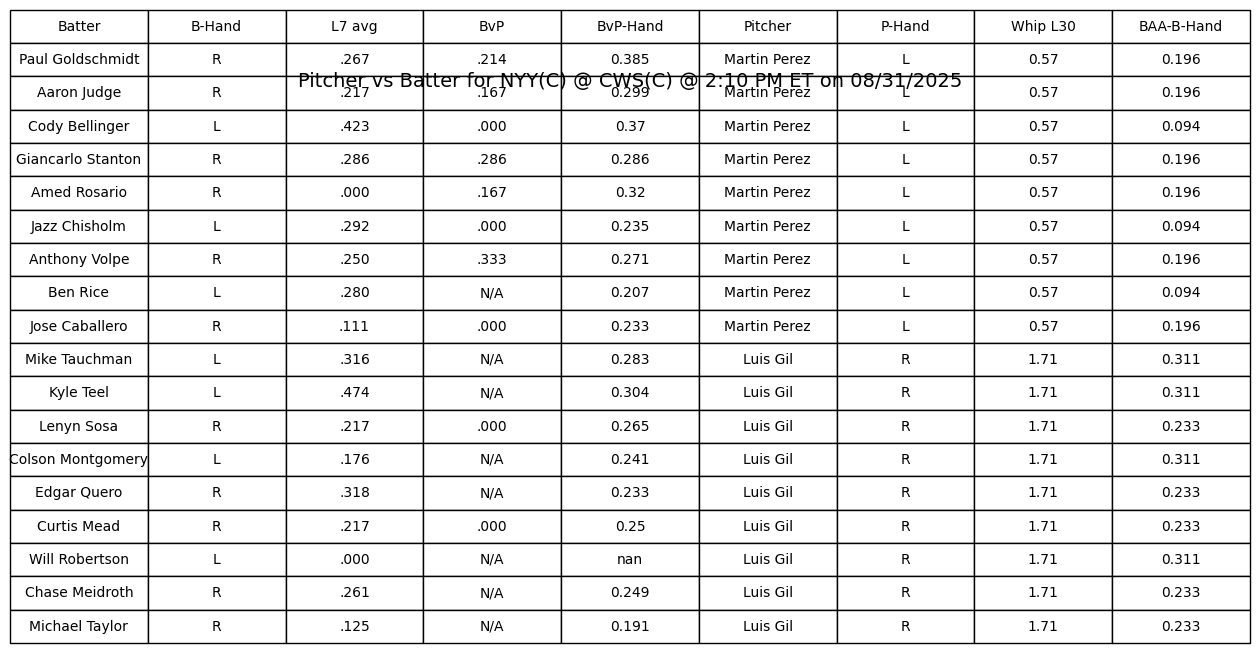 Batter B-Hand L7 avg BvP BvP-Hand Pitcher P-Hand Whip L30 BAA-B-Hand
Paul Goldschmidt R .267 .214 0.385 Martin Perez L 0.57 0.196
Pitcher vs Batter for NYY(C) @ CWS(C) @ 2:10 PM ET on 08/31/2025
Aaron Judge R .217 .167 0.299 Martin Perez L 0.57 0.196
Cody Bellinger L .423 .000 0.37 Martin Perez L 0.57 0.094
Giancarlo Stanton R .286 .286 0.286 Martin Perez L 0.57 0.196
Amed Rosario R .000 .167 0.32 Martin Perez L 0.57 0.196
Jazz Chisholm L .292 .000 0.235 Martin Perez L 0.57 0.094
Anthony Volpe R .250 .333 0.271 Martin Perez L 0.57 0.196
Ben Rice L .280 N/A 0.207 Martin Perez L 0.57 0.094
Jose Caballero R .111 .000 0.233 Martin Perez L 0.57 0.196
Mike Tauchman L .316 N/A 0.283 Luis Gil R 1.71 0.311
Kyle Teel L .474 N/A 0.304 Luis Gil R 1.71 0.311
Lenyn Sosa R .217 .000 0.265 Luis Gil R 1.71 0.233
Colson Montgomery L .176 N/A 0.241 Luis Gil R 1.71 0.311
Edgar Quero R .318 N/A 0.233 Luis Gil R 1.71 0.233
Curtis Mead R .217 .000 0.25 Luis Gil R 1.71 0.233
Will Robertson L .000 N/A nan Luis Gil R 1.71 0.311
Chase Meidroth R .261 N/A 0.249 Luis Gil R 1.71 0.233
Michael Taylor R .125 N/A 0.191 Luis Gil R 1.71 0.233